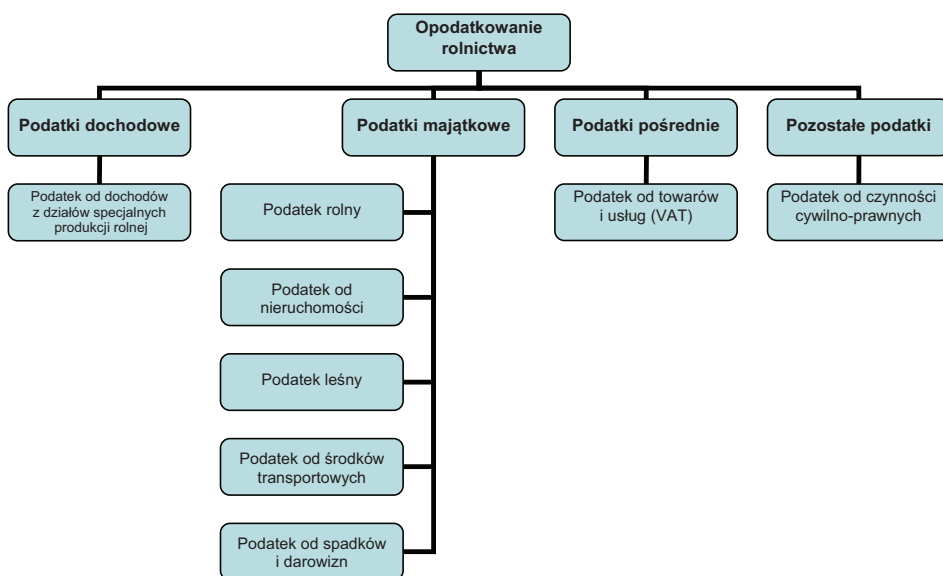 Opodatkowanie
rolnictwa
Podatki dochodowe
Podatki majątkowe
Podatki pośrednie
Pozostałe podatki
Podatek od dochodów
z działów specjalnych
produkcji rolnej
Podatek rolny
Podatek od towarów
i usług (VAT)
Podatek od czynności
cywilno-prawnych
Podatek od
nieruchomości
Podatek leśny
Podatek od środków
transportowych
Podatek od spadków
i darowizn